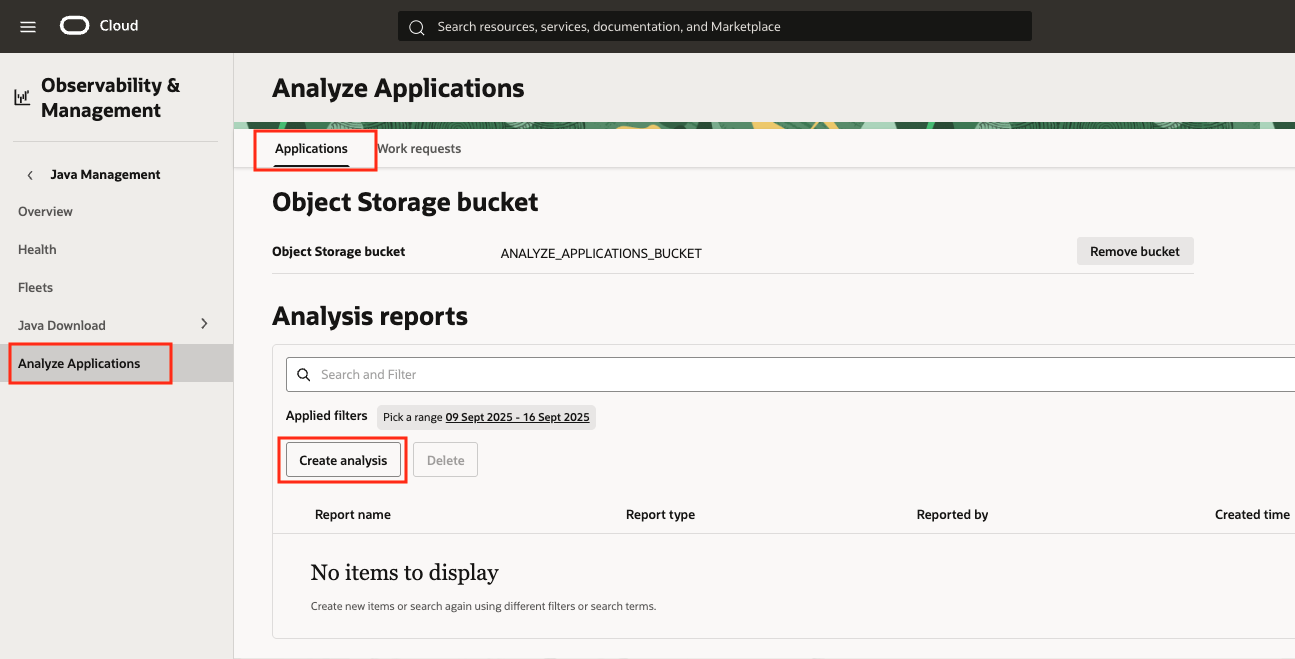 Cloud
Search resources, services, documentation, and Marketplace
Observability &
Management
Java Management
Overview
Health
Fleets
Java Download
Analyze Applications
Analyze Applications
Applications
Work requests
Object Storage bucket
Object Storage bucket ANALYZE_APPLICATIONS_BUCKET Remove bucket
Analysis reports
Search and Filter
Applied filters Pick a range 09 Sept 2025 - 16 Sept 2025
Create analysis Delete
Report name Report type Reported by Created time
No items to display
Create new items or search again using different filters or search terms.